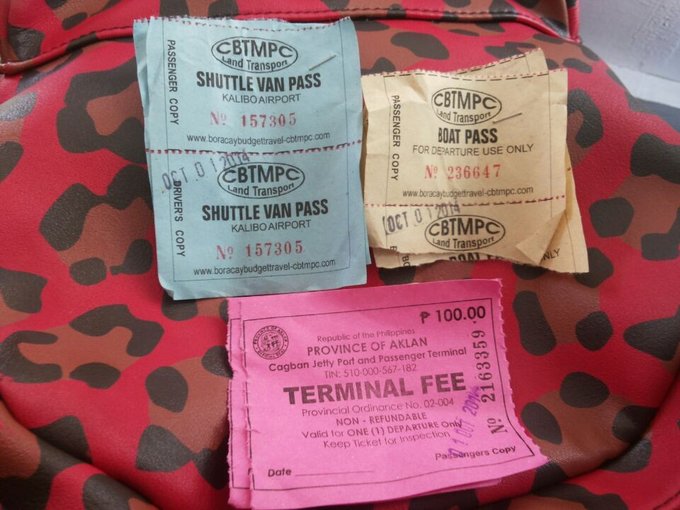 PASSENGER COPY
CBTMPC
Land Transport
SHUTTLE VAN PASS
KALIBO AIRPORT
Nº 157305
www.boracaybudgettravel-cbtmpc.com
OCT 01 2014
DRIVER'S COPY
CBTMPC
Land Transport
SHUTTLE VAN PASS
KALIBO AIRPORT
Nº 157305
www.boracaybudgettravel-cbtmpc.com
PASSENGER COPY
CBTMPC
Land Transport
BOAT PASS
FOR DEPARTURE USE ONLY
Nº 236647
www.boracaybudgettravel-cbtmpc.com
OCT 01 2014
CBTMPC
Land Transport
₱ 100.00
Republic of the Philippines
PROVINCE OF AKLAN
Cagban Jetty Port and Passenger Terminal
TIN: 510-000-567-182
TERMINAL FEE
Provincial Ordinance No. 02-004
NON - REFUNDABLE
Valid for ONE (1) DEPARTURE Only
Keep Ticket for Inspection
Passengers Copy
Date
Nº 2163359
01 OCT